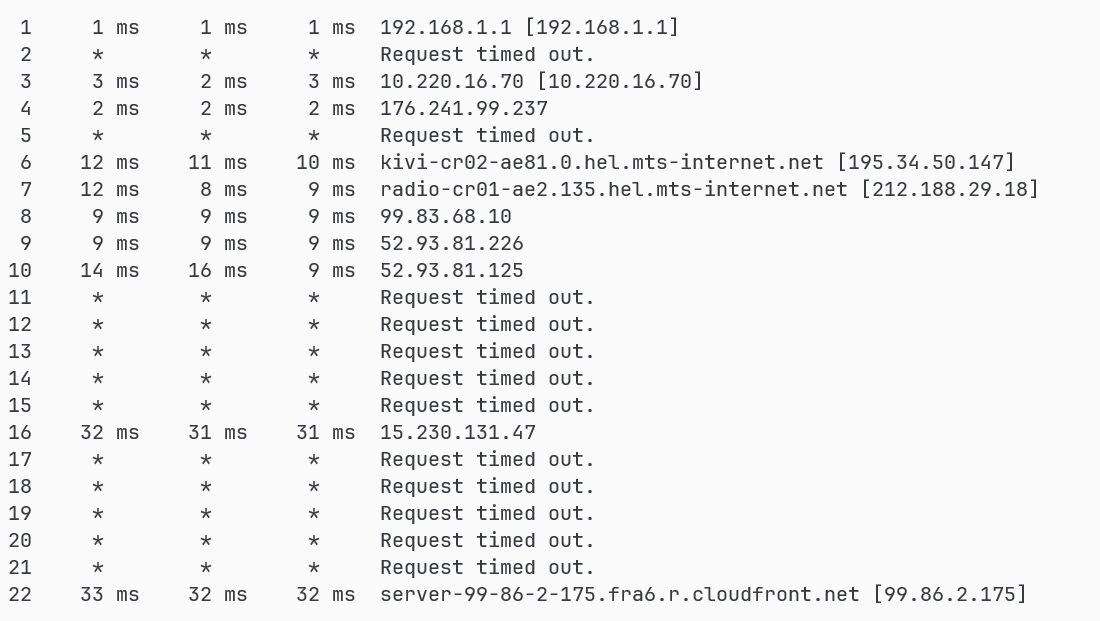 1 1 ms 1 ms 1 ms 192.168.1.1 [192.168.1.1]
2 * * * Request timed out.
3 3 ms 2 ms 3 ms 10.220.16.70 [10.220.16.70]
4 2 ms 2 ms 2 ms 176.241.99.237
5 * * * Request timed out.
6 12 ms 11 ms 10 ms kivi-cr02-ae81.0.hel.mts-internet.net [195.34.50.147]
7 12 ms 8 ms 9 ms radio-cr01-ae2.135.hel.mts-internet.net [212.188.29.18]
8 9 ms 9 ms 9 ms 99.83.68.10
9 9 ms 9 ms 9 ms 52.93.81.226
10 14 ms 16 ms 9 ms 52.93.81.125
11 * * * Request timed out.
12 * * * Request timed out.
13 * * * Request timed out.
14 * * * Request timed out.
15 * * * Request timed out.
16 32 ms 31 ms 31 ms 15.230.131.47
17 * * * Request timed out.
18 * * * Request timed out.
19 * * * Request timed out.
20 * * * Request timed out.
21 * * * Request timed out.
22 33 ms 32 ms 32 ms server-99-86-2-175.fra6.r.cloudfront.net [99.86.2.175]